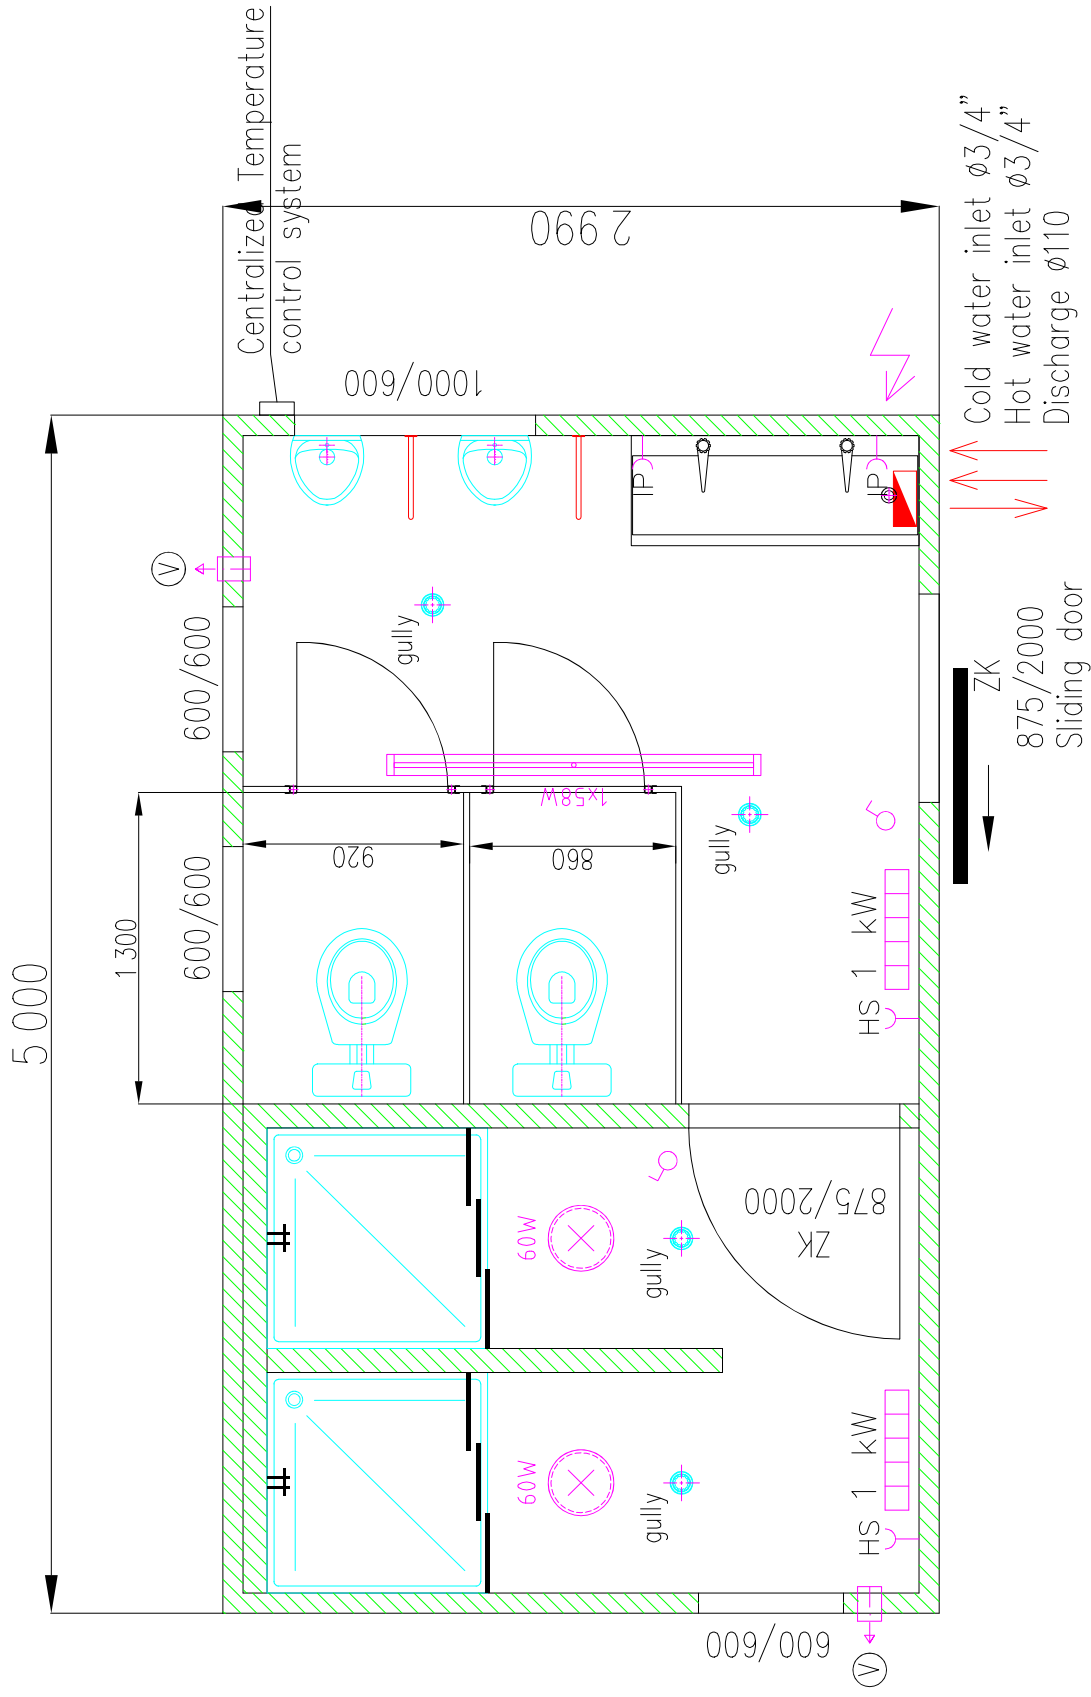 Centralized Temperature
control system
2 990
1000/600
Cold water inlet ø3/4"
Hot water inlet ø3/4"
Discharge ø110
5 000
1 300
600/600
600/600
V
gully
IP
IP
ZK
875/2000
Sliding door
1x58W
920
860
gully
1 kW
HS
60W
gully
875/2000
ZK
60W
gully
1 kW
HS
600/600
V